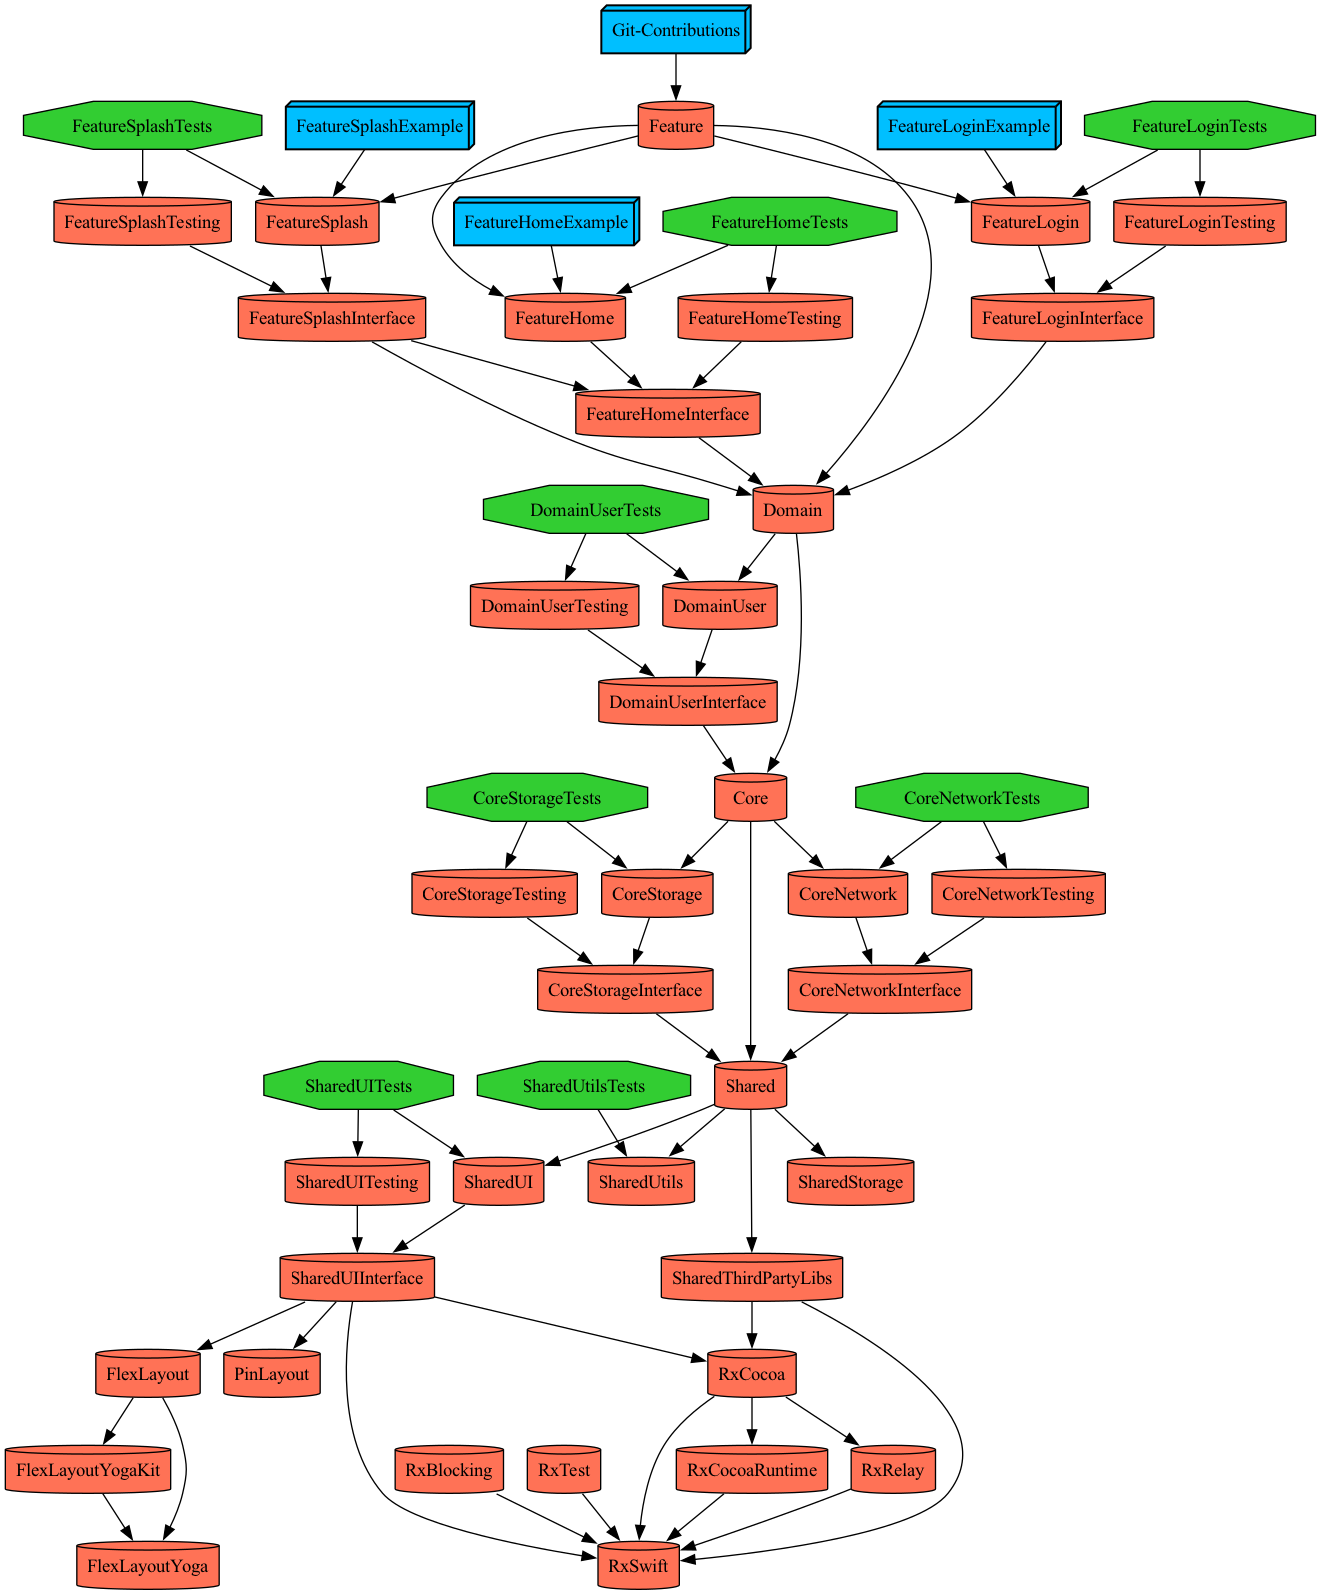 Git-Contributions
FeatureSplashTests
FeatureSplashExample
Feature
FeatureLoginExample
FeatureLoginTests
FeatureSplashTesting
FeatureSplash
FeatureHomeExample
FeatureHomeTests
FeatureLogin
FeatureLoginTesting
FeatureSplashInterface
FeatureHome
FeatureHomeTesting
FeatureLoginInterface
FeatureHomeInterface
DomainUserTests
Domain
DomainUserTesting
DomainUser
DomainUserInterface
CoreStorageTests
Core
CoreNetworkTests
CoreStorageTesting
CoreStorage
CoreNetwork
CoreNetworkTesting
CoreStorageInterface
CoreNetworkInterface
SharedUITests
SharedUtilsTests
Shared
SharedUITesting
SharedUI
SharedUtils
SharedStorage
SharedUIInterface
SharedThirdPartyLibs
FlexLayout
PinLayout
RxCocoa
FlexLayoutYogaKit
RxBlocking
RxTest
RxCocoaRuntime
RxRelay
FlexLayoutYoga
RxSwift